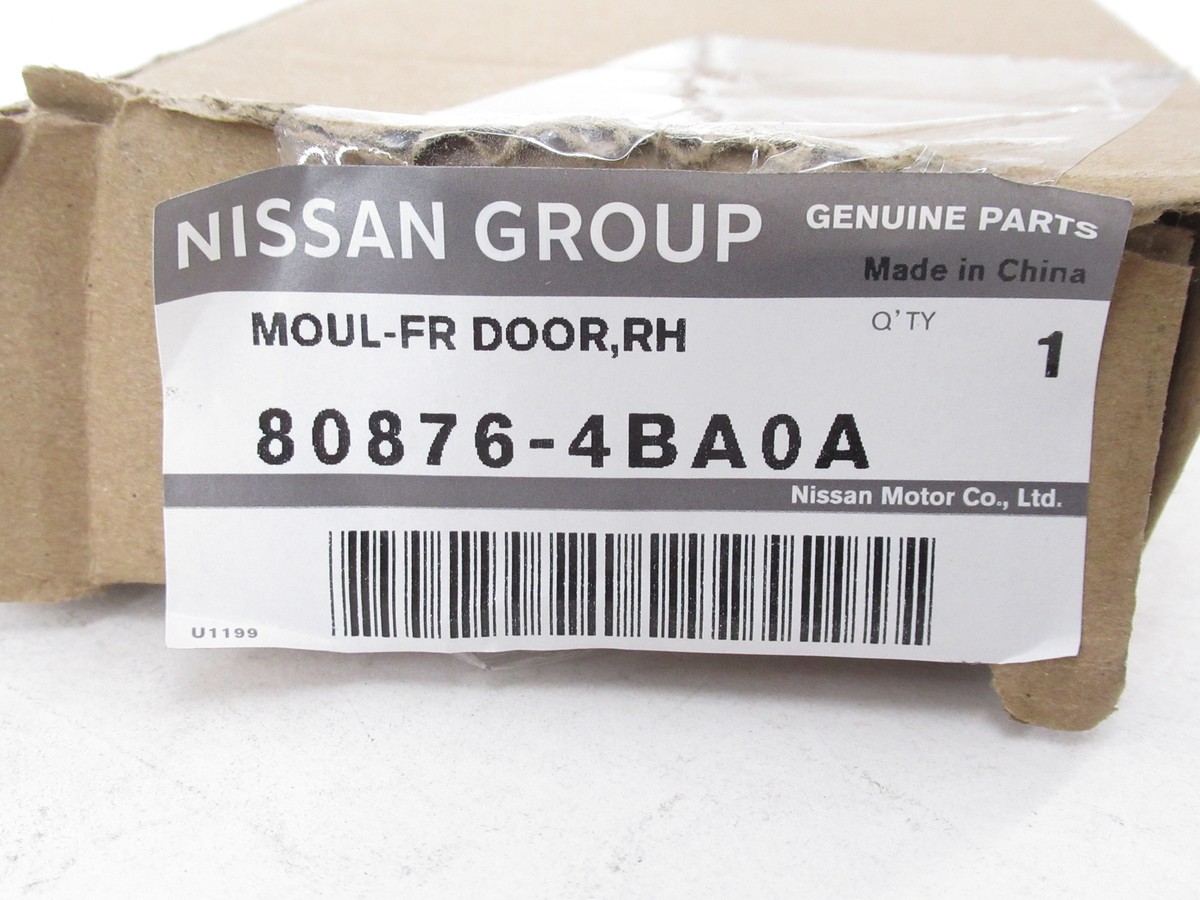 NISSAN GROUP GENUINE PARTS
Made in China
MOUL-FR DOOR,RH Q'TY
1
80876-4BA0A
Nissan Motor Co., Ltd.
U1199